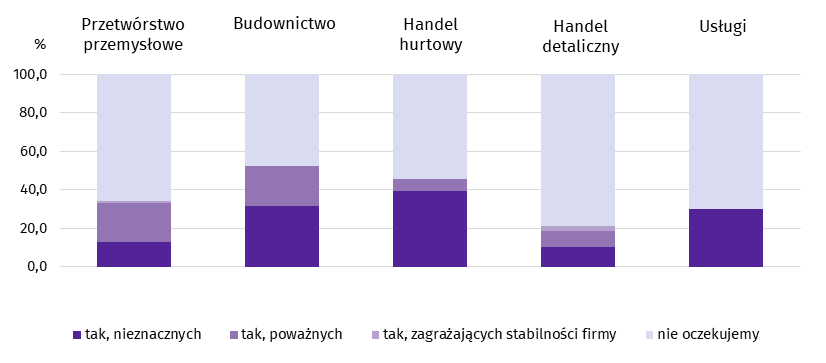 Przetwórstwo
przemysłowe
Budownictwo
Handel
hurtowy
Handel
detaliczny
Usługi
%
100,0
80,0
60,0
40,0
20,0
0,0
tak, nieznacznych
tak, poważnych
tak, zagrażających stabilności firmy
nie oczekujemy